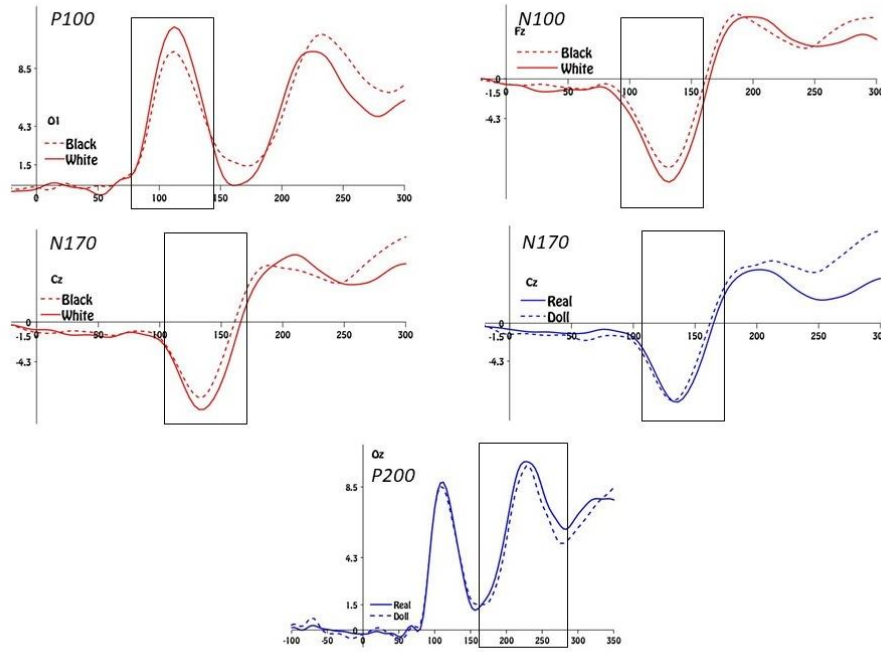 P100
8.5
4.3
O1
Black
White
1.5
0 50 100 150 200 250 300
N100
Fz
Black
White
0
-1.5 0 50 100 150 200 250 300
-4.3
N170
Cz
Black
White
0
-1.5 0 50 100 150 200 250 300
-4.3
N170
Cz
Real
Doll
0
-1.5 0 50 100 150 200 250 300
-4.3
Oz
P200
8.5
4.3
1.5
Real
Doll
0
-100 -50 0 50 100 150 200 250 300 350